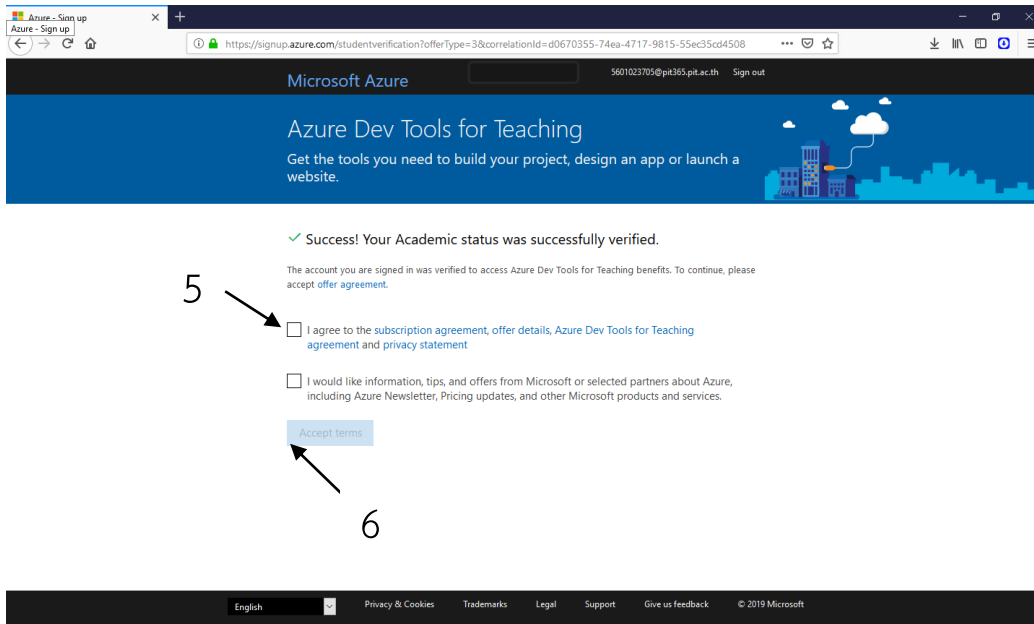 Azure - Sign up
Azure - Sign up
https://signup.azure.com/studentverification?offerType=3&correlationId=d0670355-74ea-4717-9815-55ec35cd4508
Microsoft Azure
5601023705@pit365.pit.ac.th Sign out
Azure Dev Tools for Teaching
Get the tools you need to build your project, design an app or launch a
website.
Success! Your Academic status was successfully verified.
The account you are signed in was verified to access Azure Dev Tools for Teaching benefits. To continue, please
accept offer agreement.
5
I agree to the subscription agreement, offer details, Azure Dev Tools for Teaching
agreement and privacy statement
I would like information, tips, and offers from Microsoft or selected partners about Azure,
including Azure Newsletter, Pricing updates, and other Microsoft products and services.
Accept terms
6
English Privacy & Cookies Trademarks Legal Support Give us feedback © 2019 Microsoft